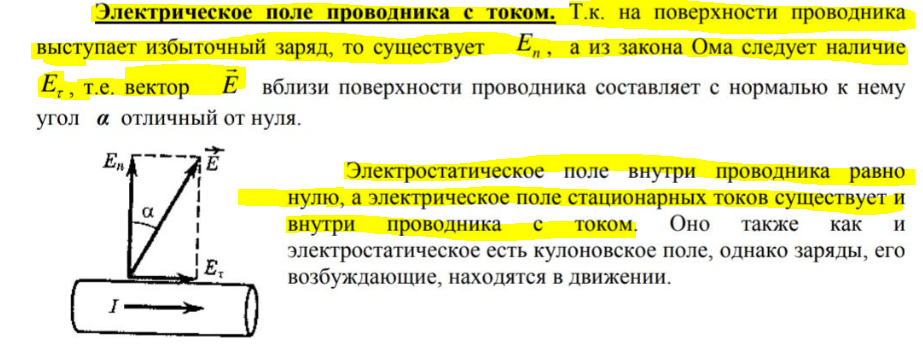 Электрическое поле проводника с током. Т.к. на поверхности проводника
выступает избыточный заряд, то существует Eₙ, а из закона Ома следует наличие
E_τ, т.е. вектор E⃗ вблизи поверхности проводника составляет с нормалью к нему
угол α отличный от нуля.
Eₙ E⃗
α
E_τ
I
Электростатическое поле внутри проводника равно
нулю, а электрическое поле стационарных токов существует и
внутри проводника с током. Оно также как и
электростатическое есть кулоновское поле, однако заряды, его
возбуждающие, находятся в движении.